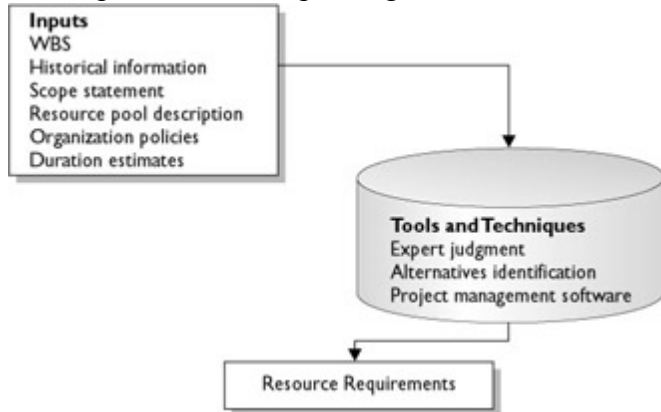 Inputs
WBS
Historical information
Scope statement
Resource pool description
Organization policies
Duration estimates
Tools and Techniques
Expert judgment
Alternatives identification
Project management software
Resource Requirements